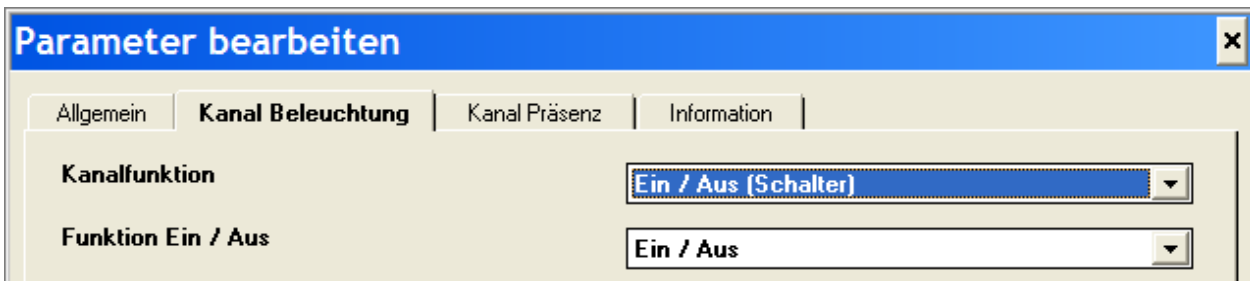 Parameter bearbeiten
Allgemein Kanal Beleuchtung Kanal Präsenz Information
Kanalfunktion Ein / Aus (Schalter)
Funktion Ein / Aus Ein / Aus